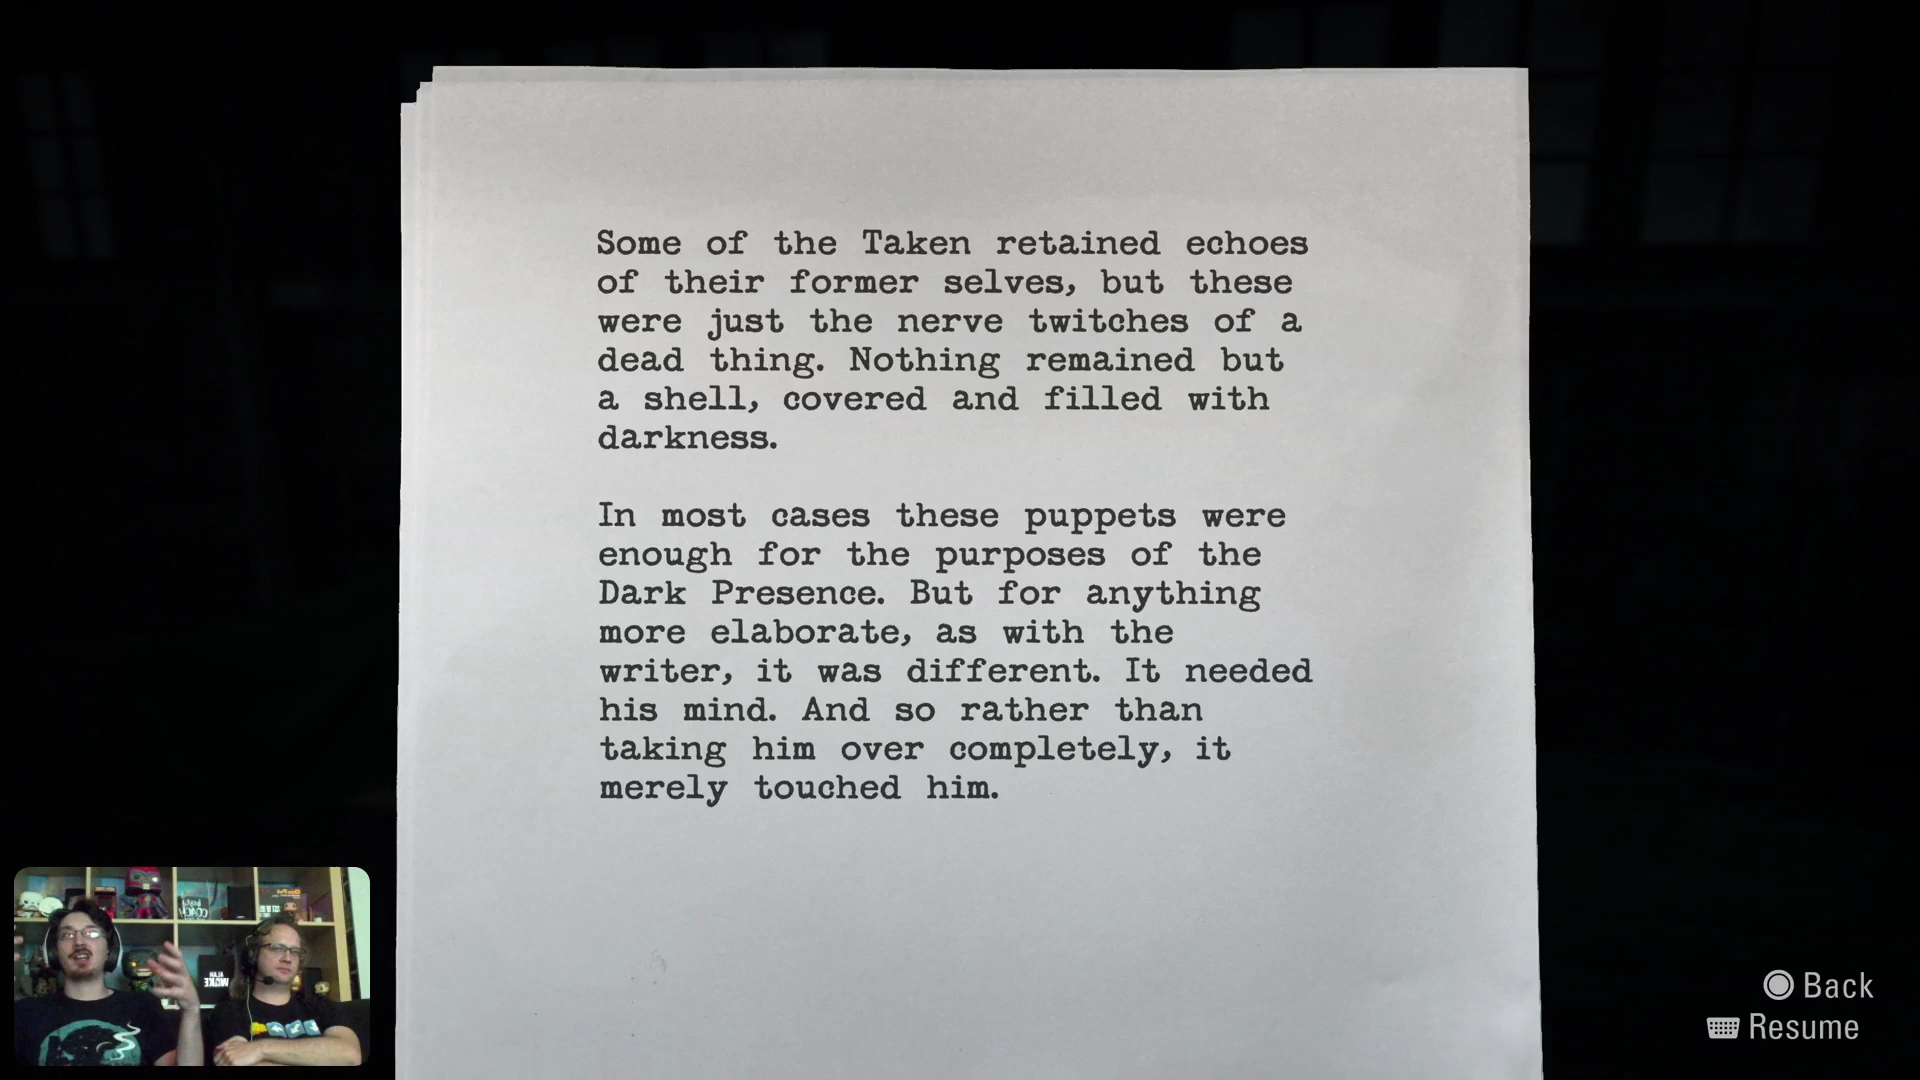 Some of the Taken retained echoes
of their former selves, but these
were just the nerve twitches of a
dead thing. Nothing remained but
a shell, covered and filled with
darkness.
In most cases these puppets were
enough for the purposes of the
Dark Presence. But for anything
more elaborate, as with the
writer, it was different. It needed
his mind. And so rather than
taking him over completely, it
merely touched him.
Back
Resume
ALAN
WAKE